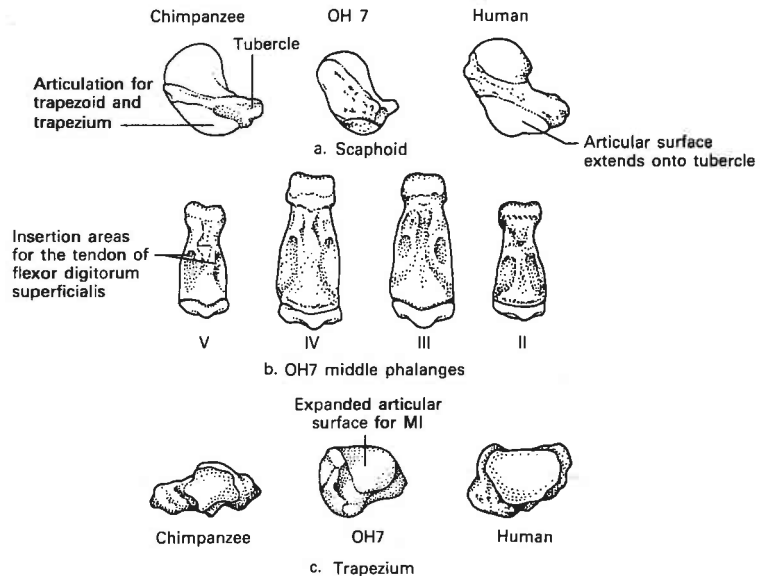 Chimpanzee
OH 7
Human
Tubercle
Articulation for
trapezoid and
trapezium
a. Scaphoid
Articular surface
extends onto tubercle
Insertion areas
for the tendon of
flexor digitorum
superficialis
V
IV
III
II
b. OH7 middle phalanges
Expanded articular
surface for MI
Chimpanzee
OH7
Human
c. Trapezium